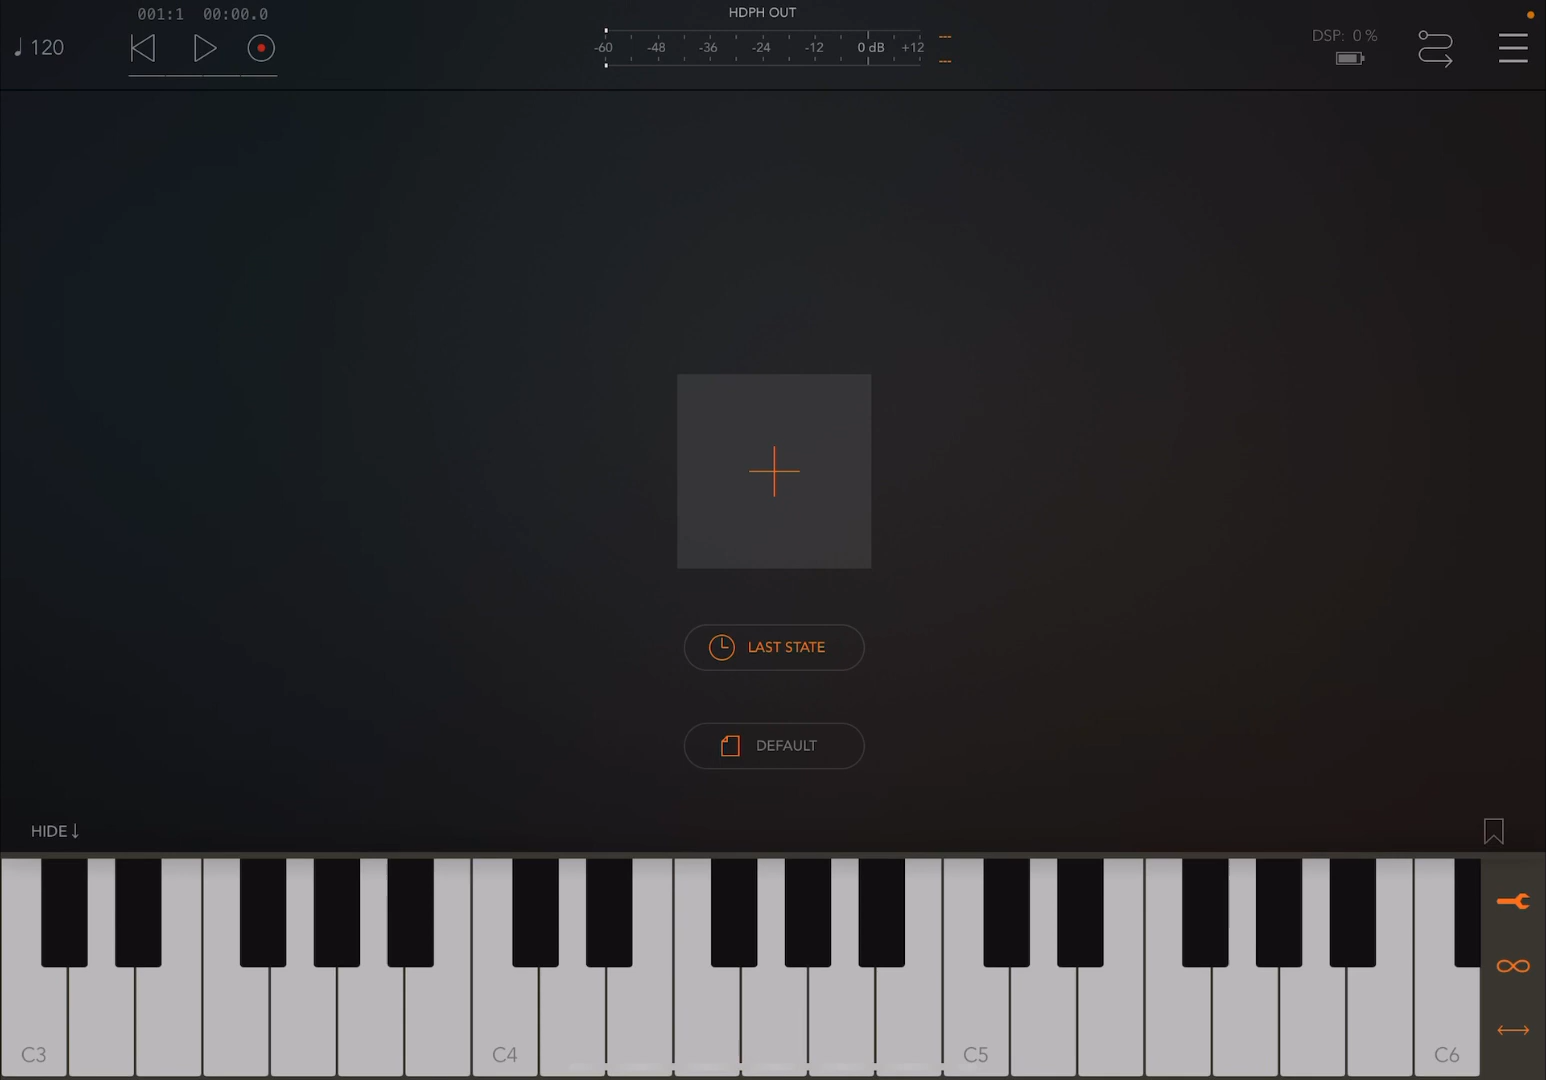 001:1 00:00.0
HDPH OUT
120
-60 -48 -36 -24 -12 0 dB +12
DSP: 0 %
LAST STATE
DEFAULT
HIDE ↓
C3 C4 C5 C6